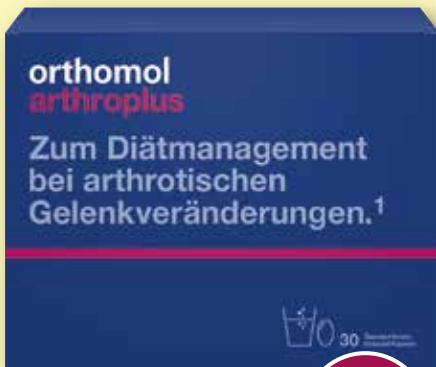 orthomol
arthroplus
Zum Diätmanagement
bei arthrotischen
Gelenkveränderungen.¹
30